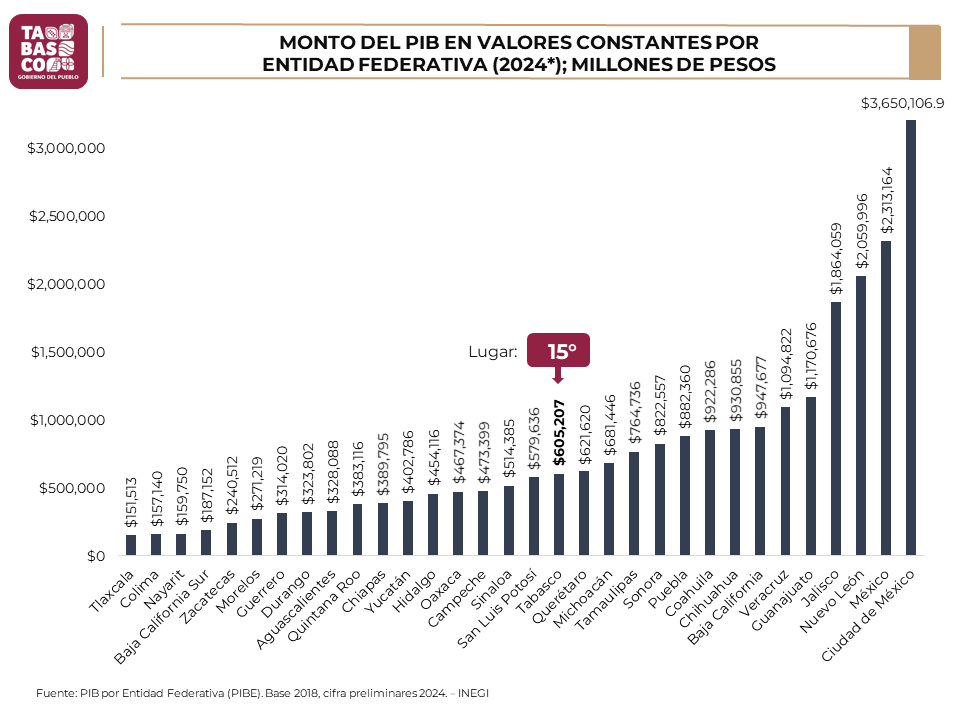 TA
BAS
CO
GOBIERNO DEL PUEBLO
MONTO DEL PIB EN VALORES CONSTANTES POR
ENTIDAD FEDERATIVA (2024*); MILLONES DE PESOS
$3,650,106.9
$3,000,000
$2,500,000
$2,000,000
$1,500,000
$1,000,000
$500,000
$0
Lugar:
15°
$151,513
$157,140
$159,750
$187,152
$240,512
$271,219
$314,020
$323,802
$328,088
$383,116
$389,795
$402,786
$454,116
$467,374
$473,399
$514,385
$579,636
$605,207
$621,620
$681,446
$764,736
$822,557
$882,360
$922,286
$930,855
$947,677
$1,094,822
$1,170,676
$1,864,059
$2,059,996
$2,313,164
Tlaxcala
Colima
Nayarit
Baja California Sur
Zacatecas
Morelos
Guerrero
Durango
Aguascalientes
Quintana Roo
Chiapas
Yucatán
Hidalgo
Oaxaca
Campeche
Sinaloa
San Luis Potosí
Tabasco
Querétaro
Michoacán
Tamaulipas
Sonora
Puebla
Coahuila
Chihuahua
Baja California
Veracruz
Guanajuato
Jalisco
Nuevo León
México
Ciudad de México
Fuente: PIB por Entidad Federativa (PIBE). Base 2018, cifra preliminares 2024. – INEGI